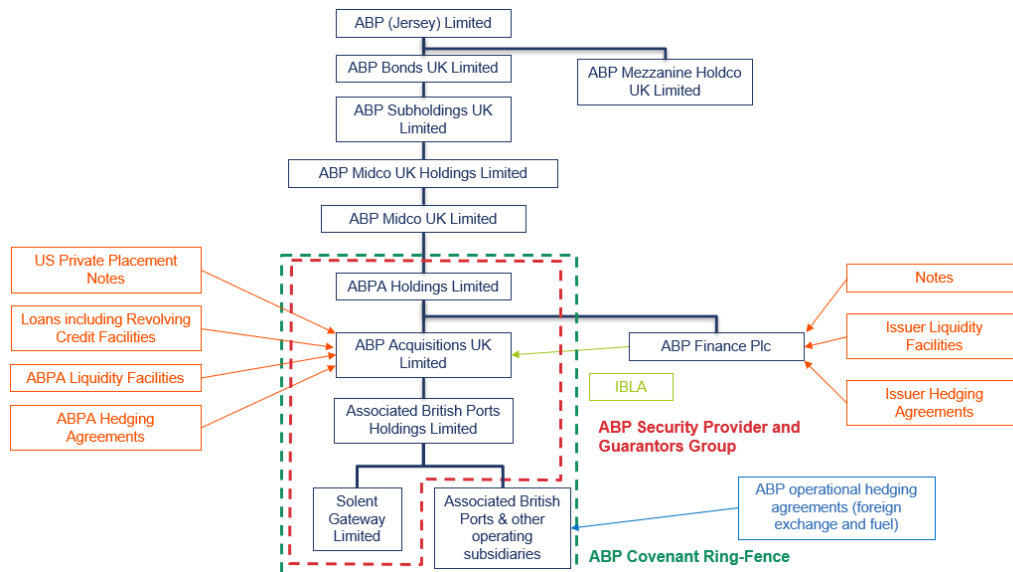 ABP (Jersey) Limited
ABP Bonds UK Limited
ABP Mezzanine Holdco
UK Limited
ABP Subholdings UK
Limited
ABP Midco UK Holdings Limited
ABP Midco UK Limited
US Private Placement
Notes
ABPA Holdings Limited
Notes
Loans including Revolving
Credit Facilities
ABP Acquisitions UK
Limited
ABP Finance Plc
Issuer Liquidity
Facilities
ABPA Liquidity Facilities
IBLA
Issuer Hedging
Agreements
ABPA Hedging
Agreements
Associated British Ports
Holdings Limited
ABP Security Provider and
Guarantors Group
Solent
Gateway
Limited
Associated British
Ports & other
operating
subsidiaries
ABP operational hedging
agreements (foreign
exchange and fuel)
ABP Covenant Ring-Fence